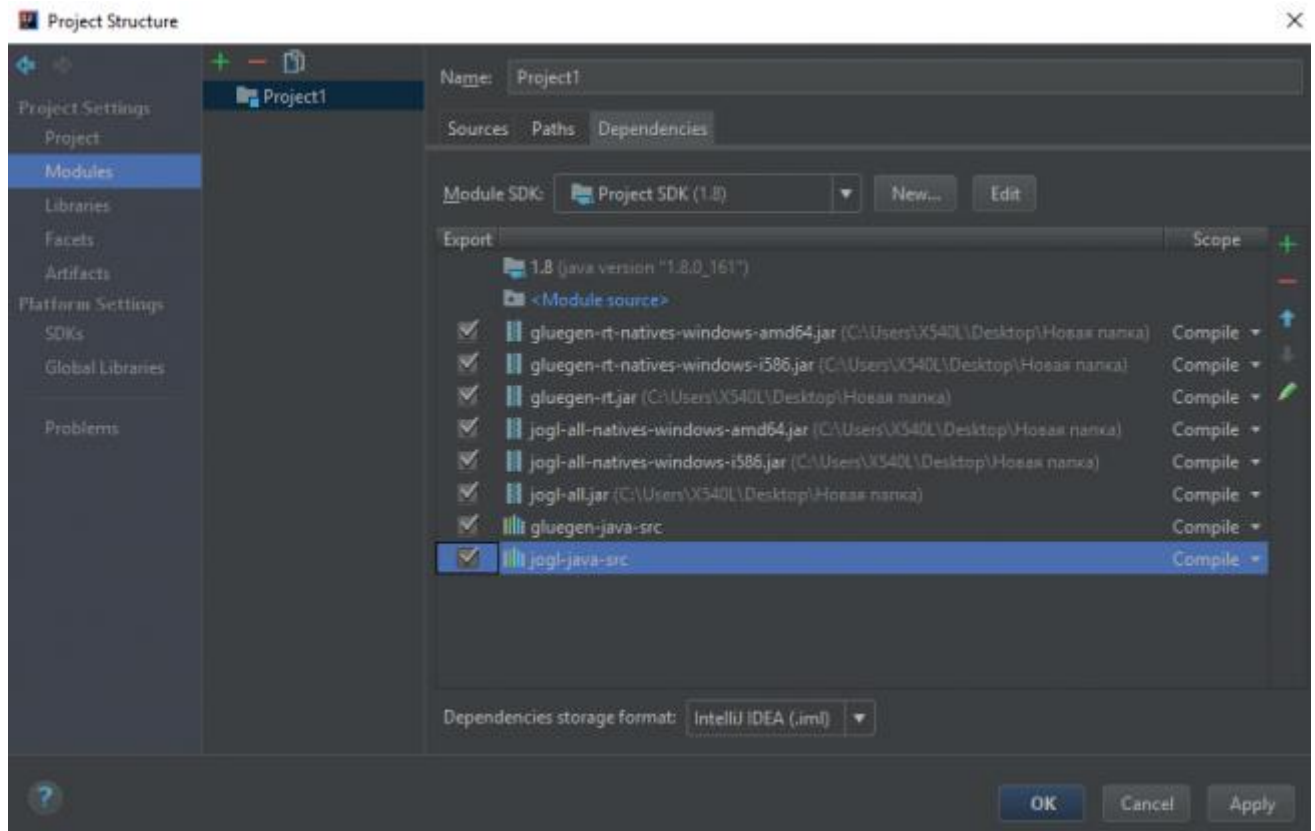 Project Structure
Project Settings
Project
Modules
Libraries
Facets
Artifacts
Platform Settings
SDKs
Global Libraries
Problems
Project1
Name: Project1
Sources Paths Dependencies
Module SDK: Project SDK (1.8) New... Edit
Export Scope
1.8 (java version "1.8.0_161")
<Module source>
gluegen-rt-natives-windows-amd64.jar (C:\Users\X540L\Desktop\Новая папка) Compile
gluegen-rt-natives-windows-i586.jar (C:\Users\X540L\Desktop\Новая папка) Compile
gluegen-rt.jar (C:\Users\X540L\Desktop\Новая папка) Compile
jogl-all-natives-windows-amd64.jar (C:\Users\X540L\Desktop\Новая папка) Compile
jogl-all-natives-windows-i586.jar (C:\Users\X540L\Desktop\Новая папка) Compile
jogl-all.jar (C:\Users\X540L\Desktop\Новая папка) Compile
gluegen-java-src Compile
jogl-java-src Compile
Dependencies storage format: IntelliJ IDEA (.iml)
?
OK Cancel Apply